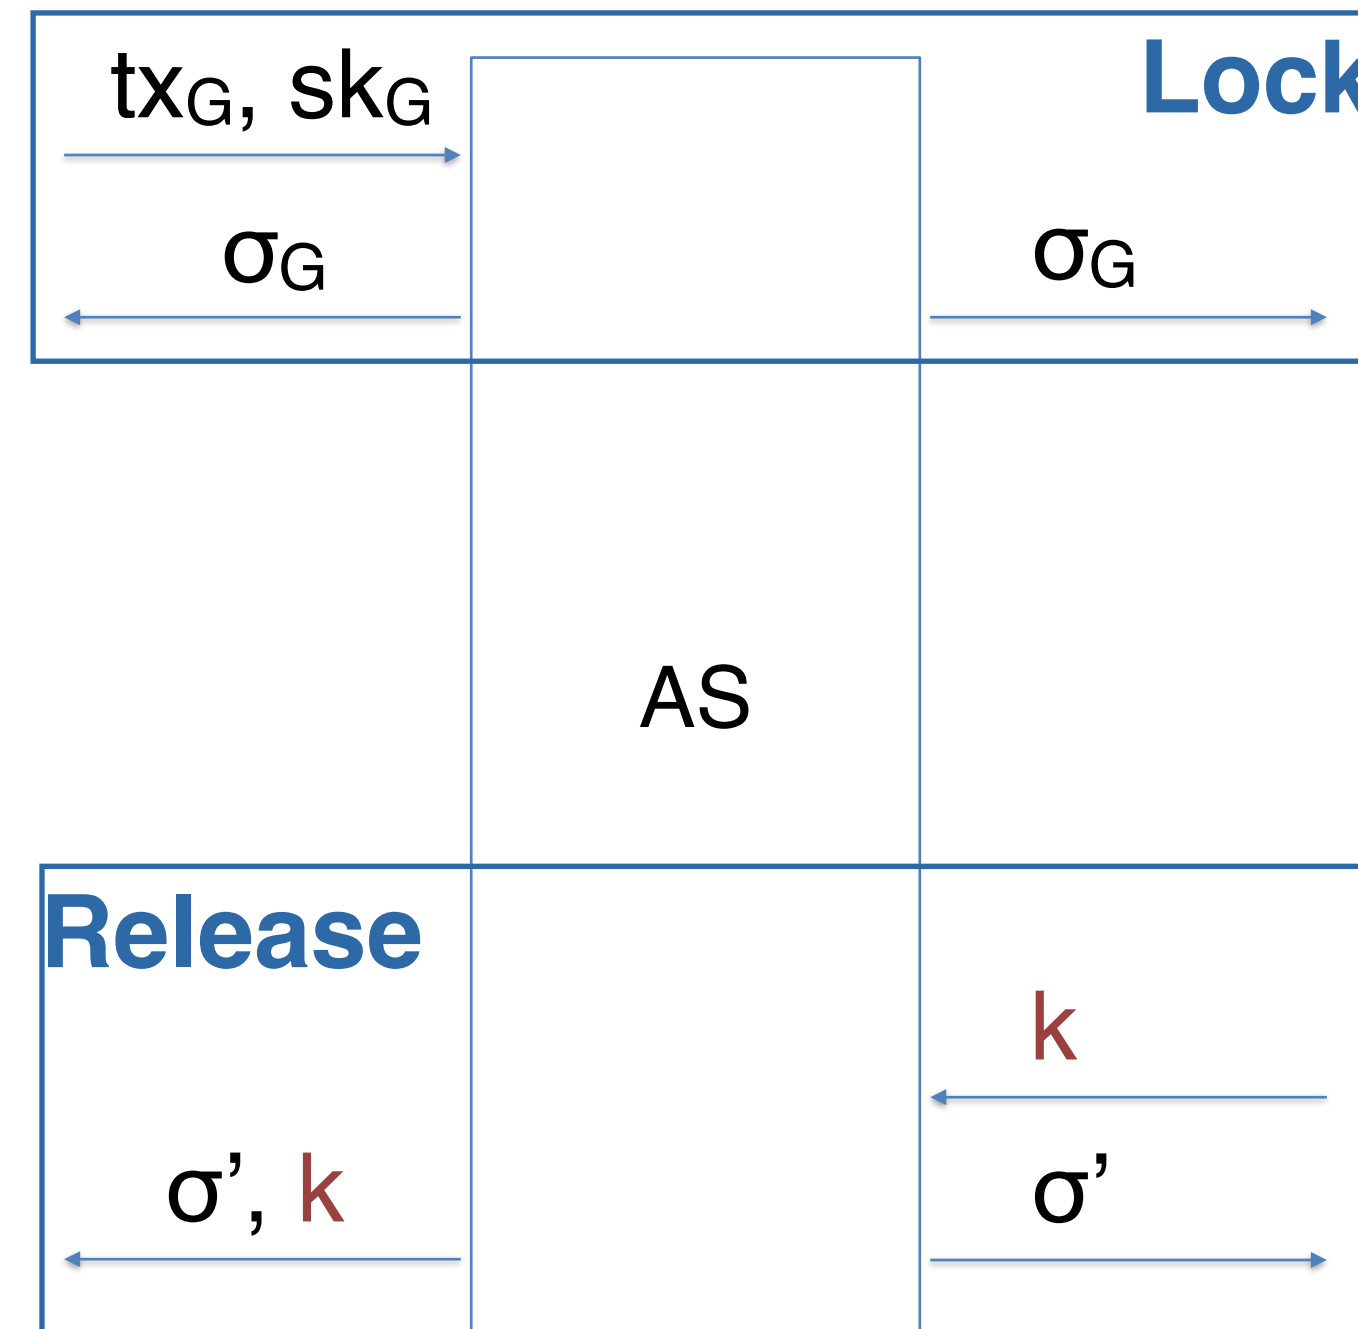 txG, skG
Lock
σG
σG
AS
Release
k
σ’, k
σ’